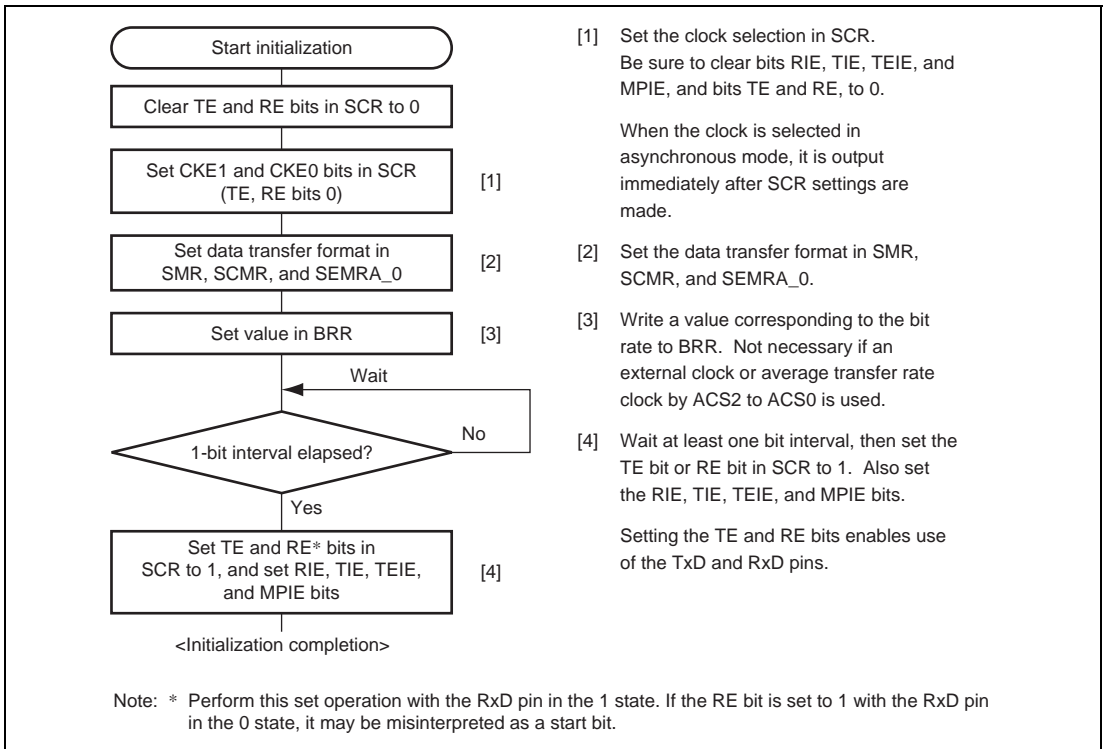 Start initialization
Clear TE and RE bits in SCR to 0
Set CKE1 and CKE0 bits in SCR
(TE, RE bits 0)
[1]
Set data transfer format in
SMR, SCMR, and SEMRA_0
[2]
Set value in BRR
[3]
Wait
1-bit interval elapsed?
No
Yes
Set TE and RE* bits in
SCR to 1, and set RIE, TIE, TEIE,
and MPIE bits
[4]
<Initialization completion>
[1] Set the clock selection in SCR.
Be sure to clear bits RIE, TIE, TEIE, and
MPIE, and bits TE and RE, to 0.
When the clock is selected in
asynchronous mode, it is output
immediately after SCR settings are
made.
[2] Set the data transfer format in SMR,
SCMR, and SEMRA_0.
[3] Write a value corresponding to the bit
rate to BRR. Not necessary if an
external clock or average transfer rate
clock by ACS2 to ACS0 is used.
[4] Wait at least one bit interval, then set the
TE bit or RE bit in SCR to 1. Also set
the RIE, TIE, TEIE, and MPIE bits.
Setting the TE and RE bits enables use
of the TxD and RxD pins.
Note: * Perform this set operation with the RxD pin in the 1 state. If the RE bit is set to 1 with the RxD pin
in the 0 state, it may be misinterpreted as a start bit.